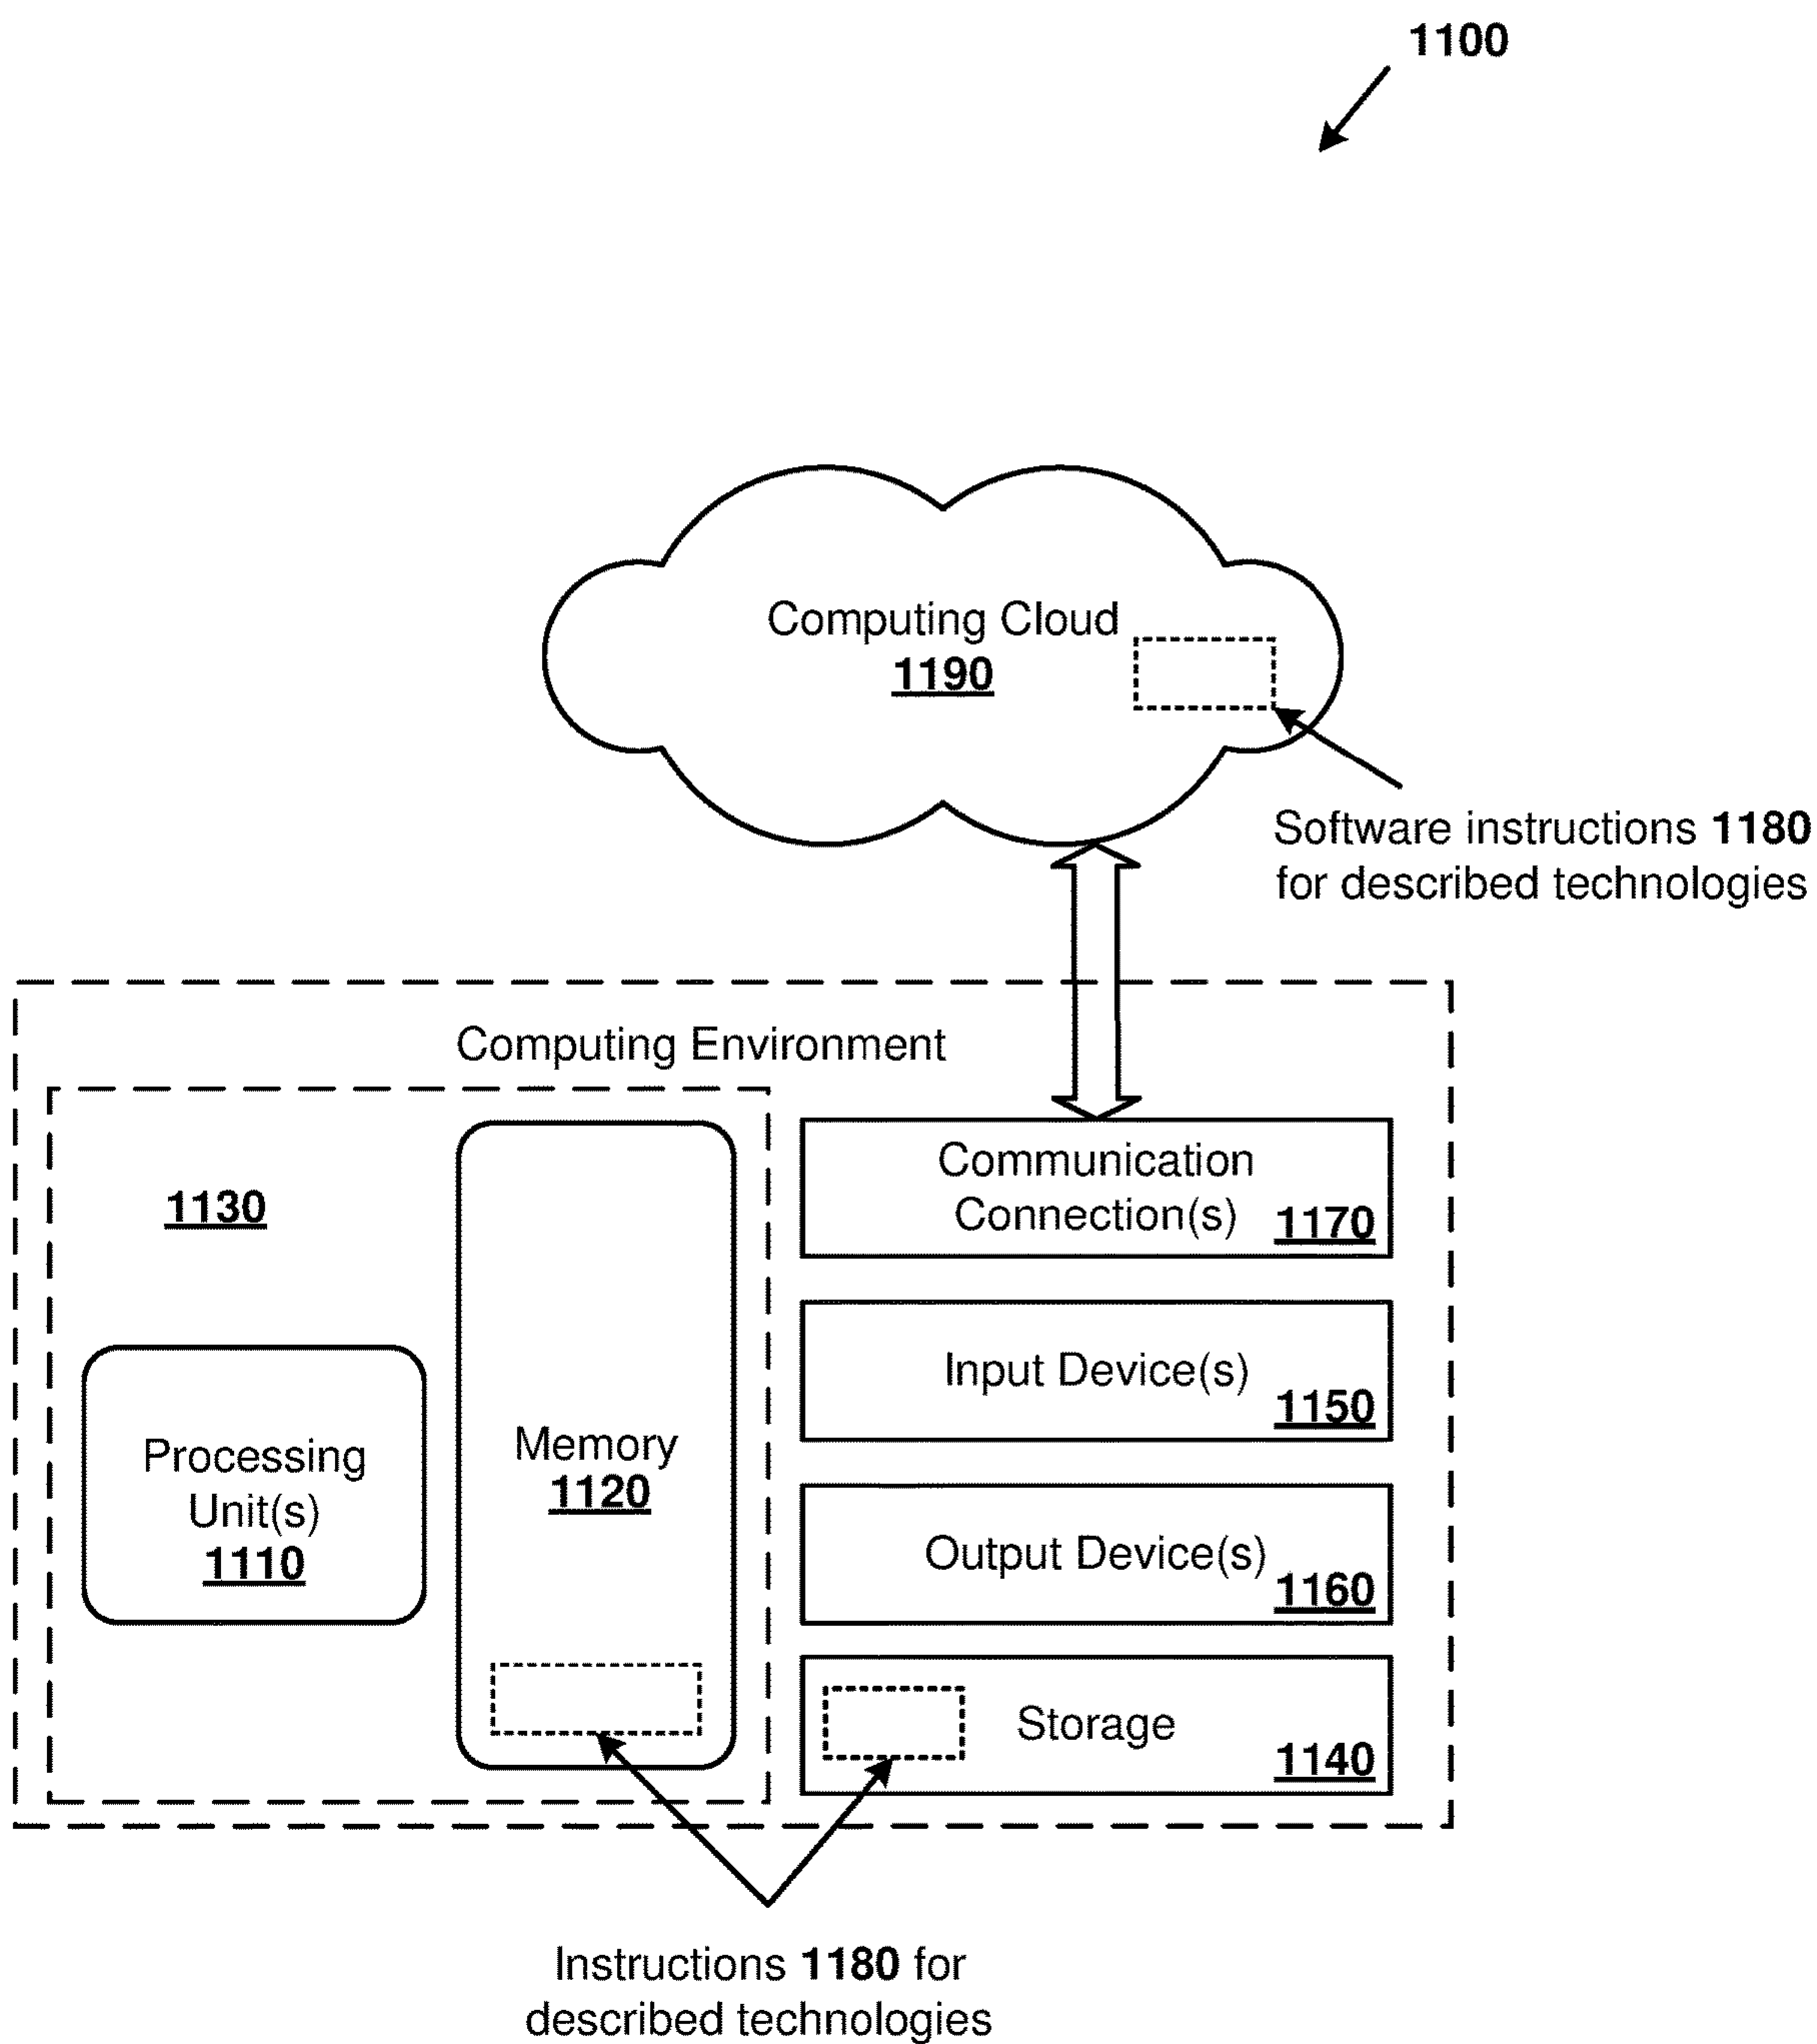 1100
Computing Cloud
1190
Software instructions 1180
for described technologies
Computing Environment
1130
Processing
Unit(s)
1110
Memory
1120
Communication
Connection(s)
1170
Input Device(s)
1150
Output Device(s)
1160
Storage
1140
Instructions 1180 for
described technologies